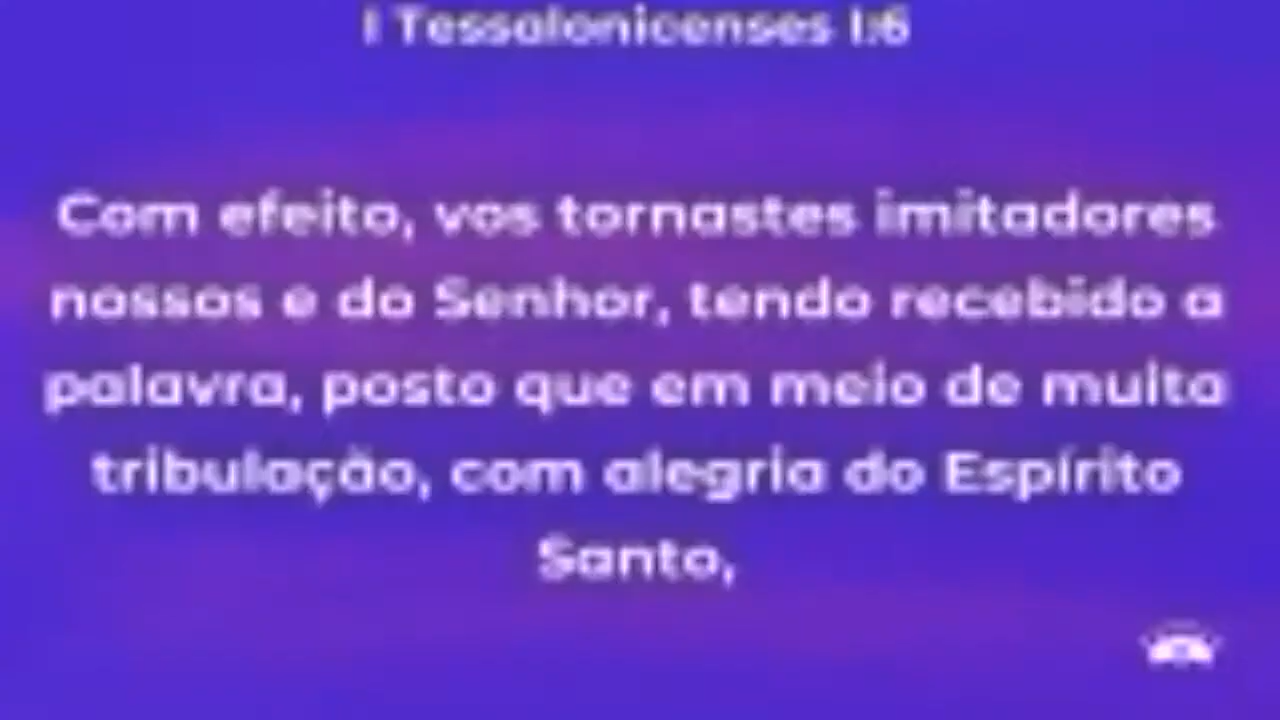 I Tessalonicenses 1:6
Com efeito, vos tornastes imitadores
nossos e do Senhor, tendo recebido a
palavra, posto que em meio de muita
tribulação, com alegria do Espírito
Santo,